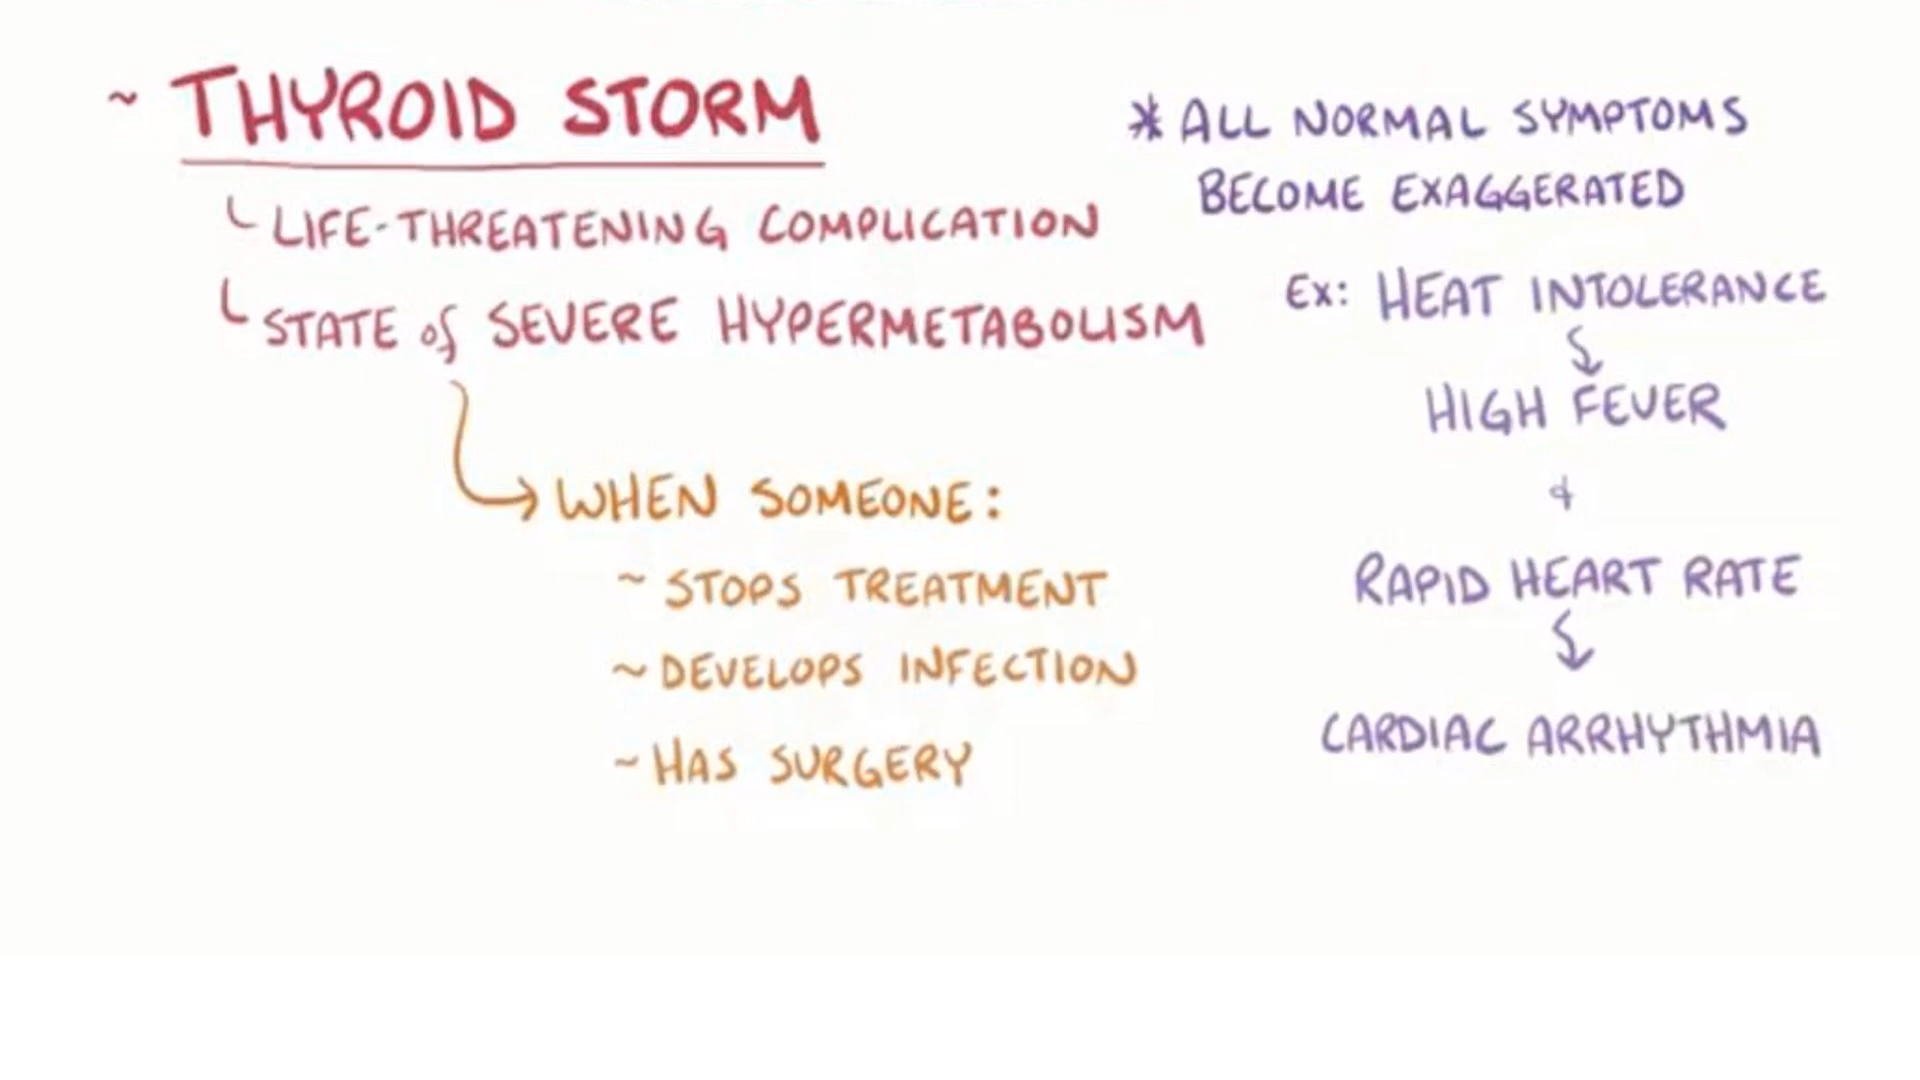 ~ THYROID STORM
LIFE-THREATENING COMPLICATION
STATE of SEVERE HYPERMETABOLISM
WHEN SOMEONE:
~ STOPS TREATMENT
~ DEVELOPS INFECTION
~ HAS SURGERY
* ALL NORMAL SYMPTOMS
BECOME EXAGGERATED
EX: HEAT INTOLERANCE
HIGH FEVER
&
RAPID HEART RATE
CARDIAC ARRHYTHMIA